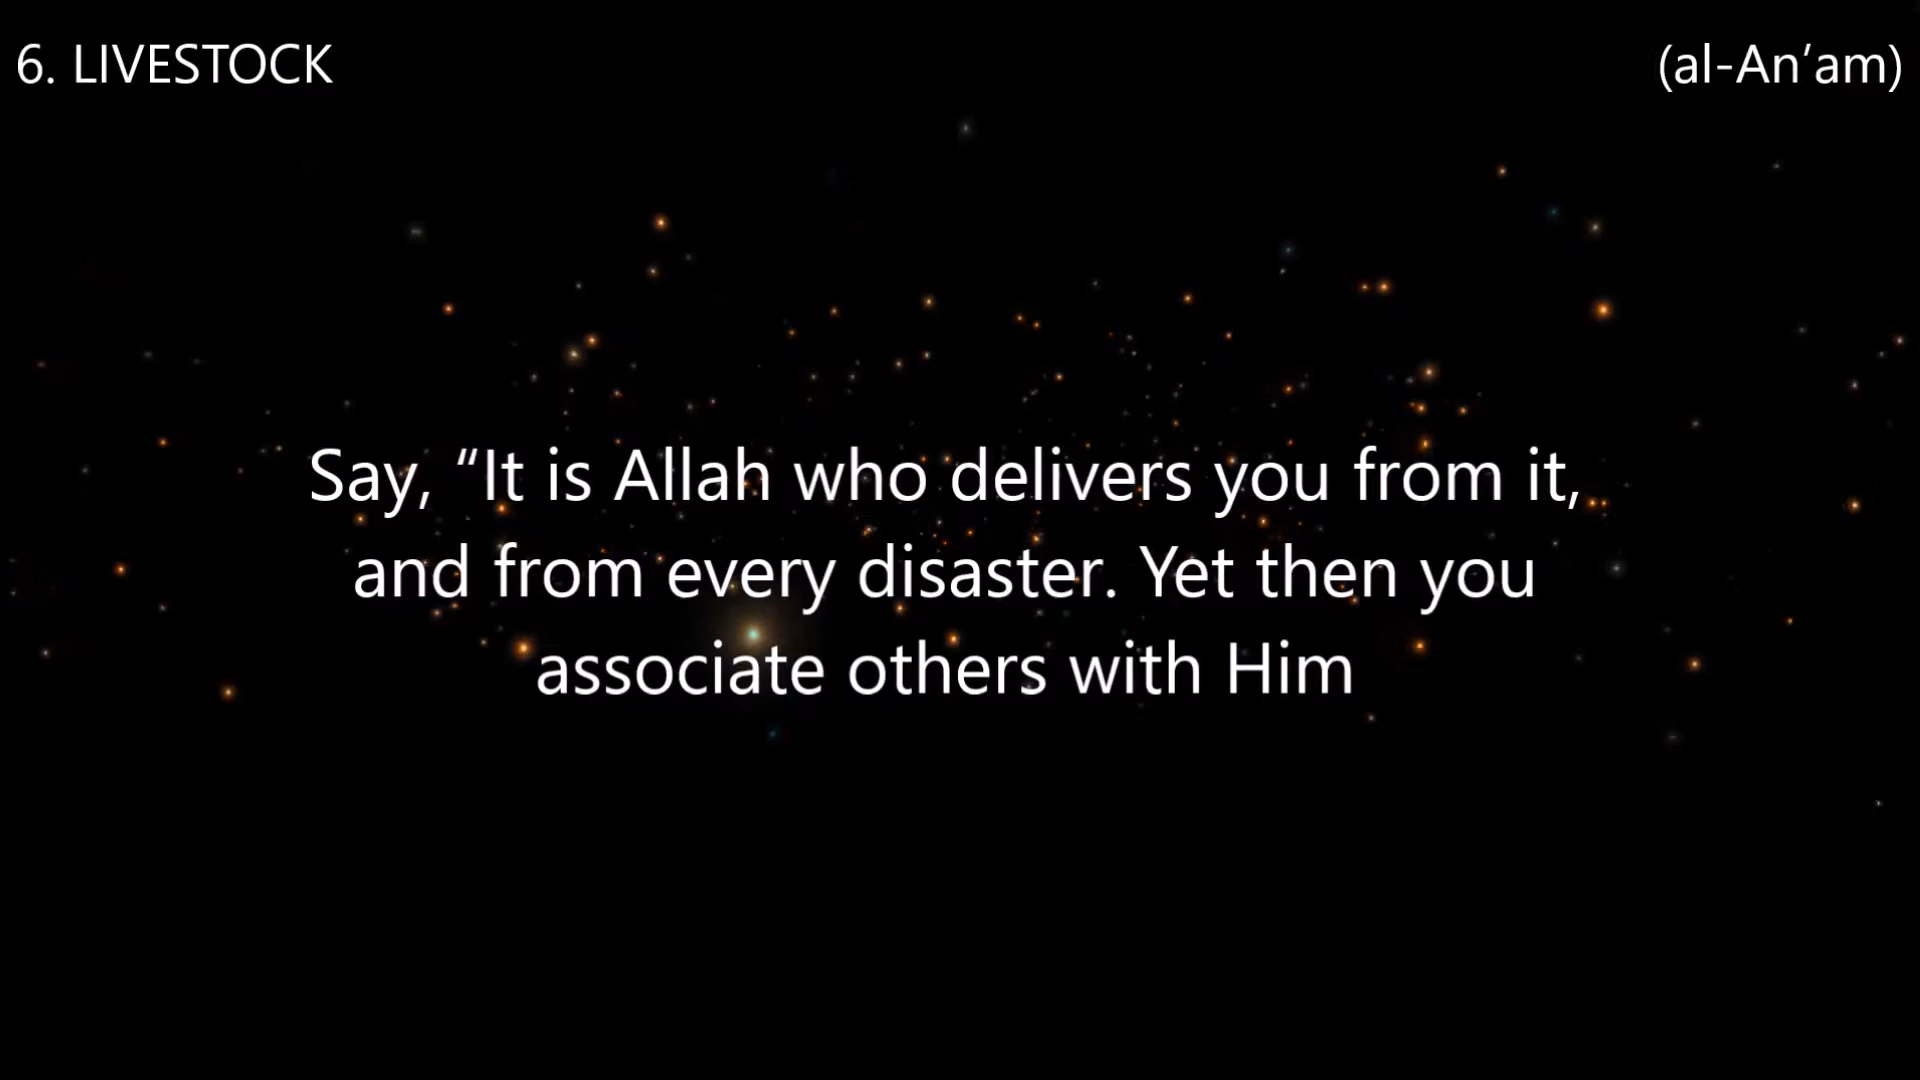 6. LIVESTOCK
(al-An’am)
Say, “It is Allah who delivers you from it,
and from every disaster. Yet then you
associate others with Him